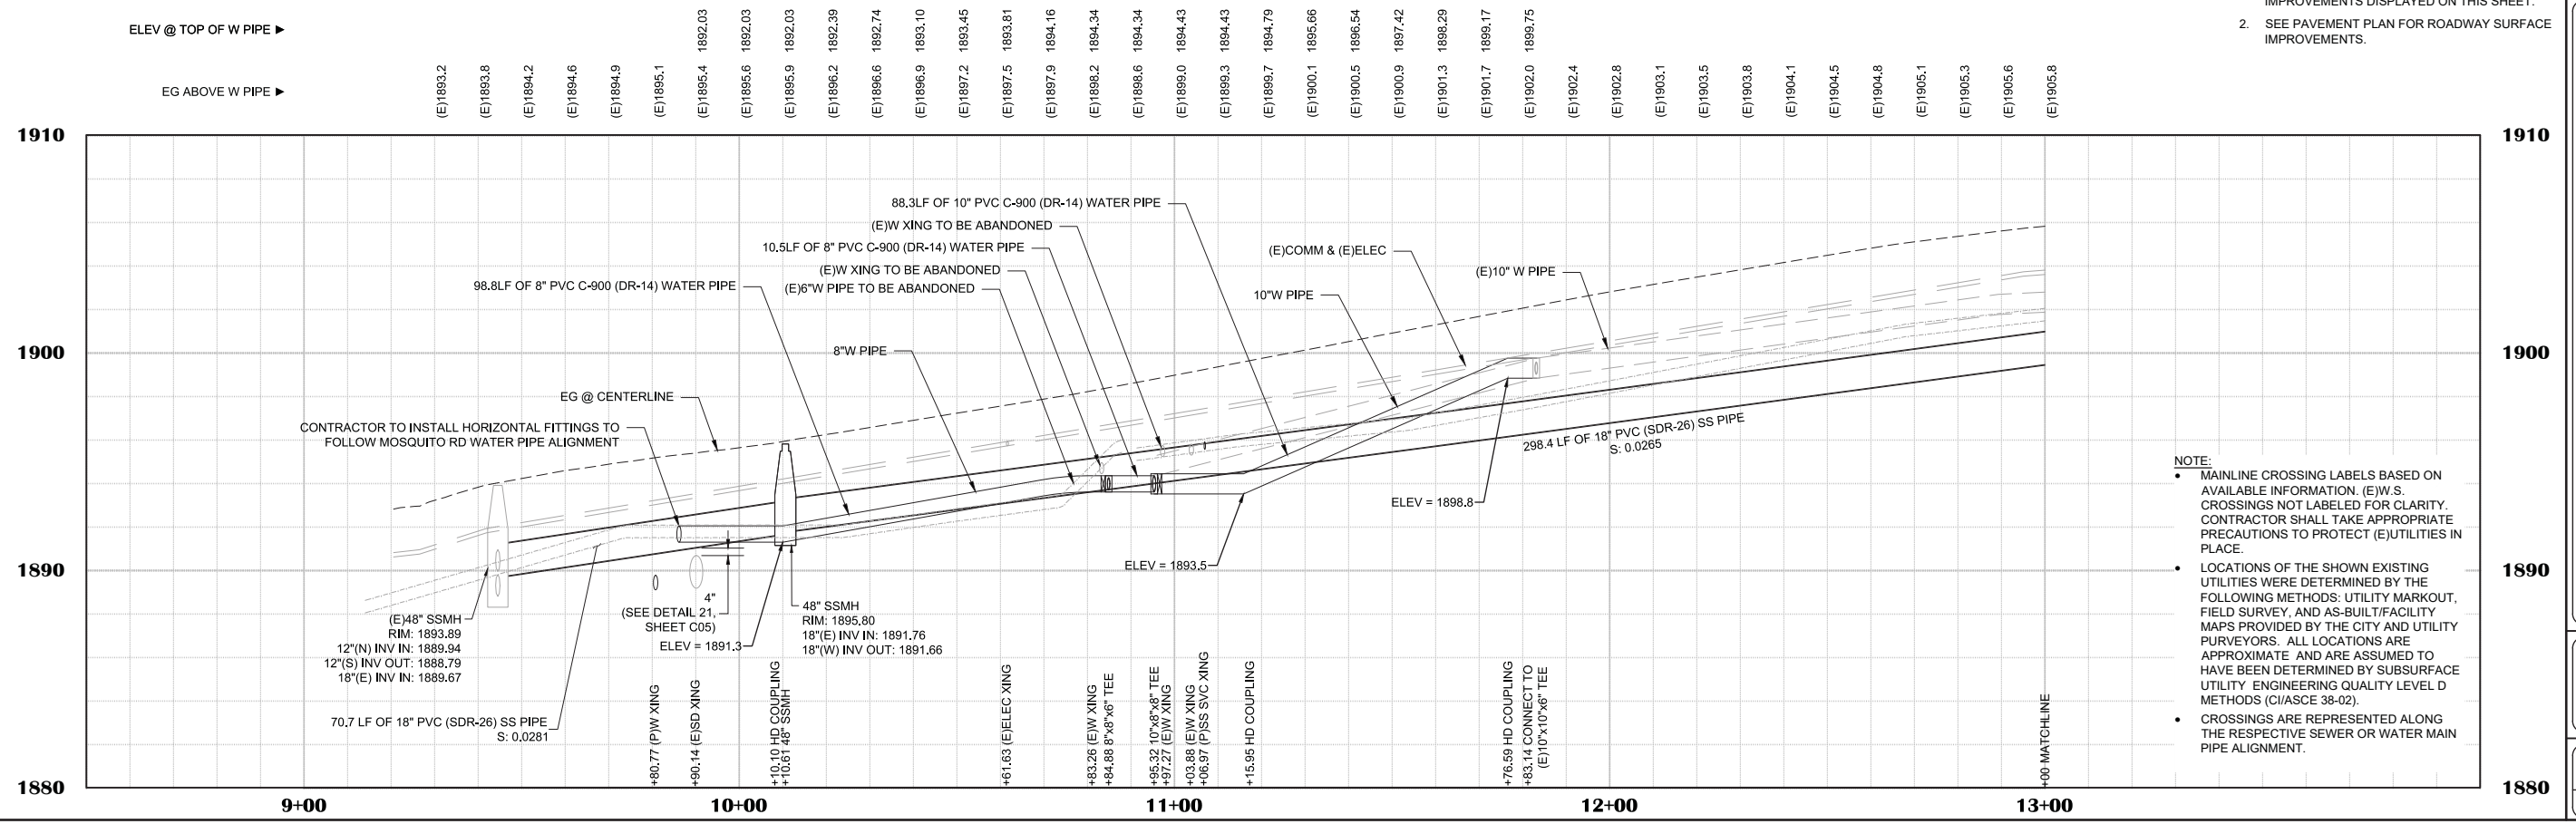 IMPROVEMENTS DISPLAYED ON THIS SHEET.
2. SEE PAVEMENT PLAN FOR ROADWAY SURFACE
IMPROVEMENTS.
ELEV @ TOP OF W PIPE ►
1892.03
1892.03
1892.03
1892.39
1892.74
1893.10
1893.45
1893.81
1894.16
1894.34
1894.34
1894.43
1894.43
1894.79
1895.66
1896.54
1897.42
1898.29
1899.17
1899.75
EG ABOVE W PIPE ►
(E)1893.2
(E)1893.8
(E)1894.2
(E)1894.6
(E)1894.9
(E)1895.1
(E)1895.4
(E)1895.6
(E)1895.9
(E)1896.2
(E)1896.6
(E)1896.9
(E)1897.2
(E)1897.5
(E)1897.9
(E)1898.2
(E)1898.6
(E)1899.0
(E)1899.3
(E)1899.7
(E)1900.1
(E)1900.5
(E)1900.9
(E)1901.3
(E)1901.7
(E)1902.0
(E)1902.4
(E)1902.8
(E)1903.1
(E)1903.5
(E)1903.8
(E)1904.1
(E)1904.5
(E)1904.8
(E)1905.1
(E)1905.3
(E)1905.6
(E)1905.8
1910
1910
88.3LF OF 10" PVC C-900 (DR-14) WATER PIPE
(E)W XING TO BE ABANDONED
10.5LF OF 8" PVC C-900 (DR-14) WATER PIPE
(E)W XING TO BE ABANDONED
98.8LF OF 8" PVC C-900 (DR-14) WATER PIPE
(E)6"W PIPE TO BE ABANDONED
(E)COMM & (E)ELEC
(E)10" W PIPE
10"W PIPE
8"W PIPE
1900
1900
EG @ CENTERLINE
CONTRACTOR TO INSTALL HORIZONTAL FITTINGS TO
FOLLOW MOSQUITO RD WATER PIPE ALIGNMENT
298.4 LF OF 18" PVC (SDR-26) SS PIPE
S: 0.0265
ELEV = 1898.8
ELEV = 1893.5
1890
1890
4"
(SEE DETAIL 21,
SHEET C05)
ELEV = 1891.3
48" SSMH
RIM: 1895.80
18"(E) INV IN: 1891.76
18"(W) INV OUT: 1891.66
(E)48" SSMH
RIM: 1893.89
12"(N) INV IN: 1889.94
12"(S) INV OUT: 1888.79
18"(E) INV IN: 1889.67
70.7 LF OF 18" PVC (SDR-26) SS PIPE
S: 0.0281
+80.77 (P)W XING
+90.14 (E)SD XING
+10.10 HD COUPLING
+10.61 48" SSMH
+61.63 (E)ELEC XING
+83.26 (E)W XING
+84.88 8"x8"x6" TEE
+95.32 10"x8"x8" TEE
+97.27 (E)W XING
+03.88 (E)W XING
+06.97 (P)SS SVC XING
+15.95 HD COUPLING
+76.59 HD COUPLING
+83.14 CONNECT TO
(E)10"x10"x6" TEE
+00 MATCHLINE
NOTE:
• MAINLINE CROSSING LABELS BASED ON
AVAILABLE INFORMATION. (E)W.S.
CROSSINGS NOT LABELED FOR CLARITY.
CONTRACTOR SHALL TAKE APPROPRIATE
PRECAUTIONS TO PROTECT (E)UTILITIES IN
PLACE.
• LOCATIONS OF THE SHOWN EXISTING
UTILITIES WERE DETERMINED BY THE
FOLLOWING METHODS: UTILITY MARKOUT,
FIELD SURVEY, AND AS-BUILT/FACILITY
MAPS PROVIDED BY THE CITY AND UTILITY
PURVEYORS. ALL LOCATIONS ARE
APPROXIMATE AND ARE ASSUMED TO
HAVE BEEN DETERMINED BY SUBSURFACE
UTILITY ENGINEERING QUALITY LEVEL D
METHODS (CI/ASCE 38-02).
• CROSSINGS ARE REPRESENTED ALONG
THE RESPECTIVE SEWER OR WATER MAIN
PIPE ALIGNMENT.
1880
1880
9+00
10+00
11+00
12+00
13+00